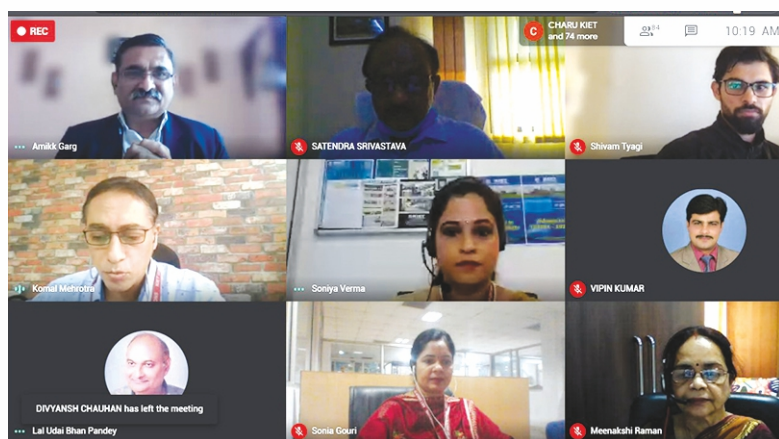 REC
C
CHARU KIET
and 74 more
84
10:19 AM
Amikk Garg
SATENDRA SRIVASTAVA
Shivam Tyagi
Komal Mehrotra
Soniya Verma
VIPIN KUMAR
DIVYANSH CHAUHAN has left the meeting
Lal Udai Bhan Pandey
Sonia Gouri
Meenakshi Raman